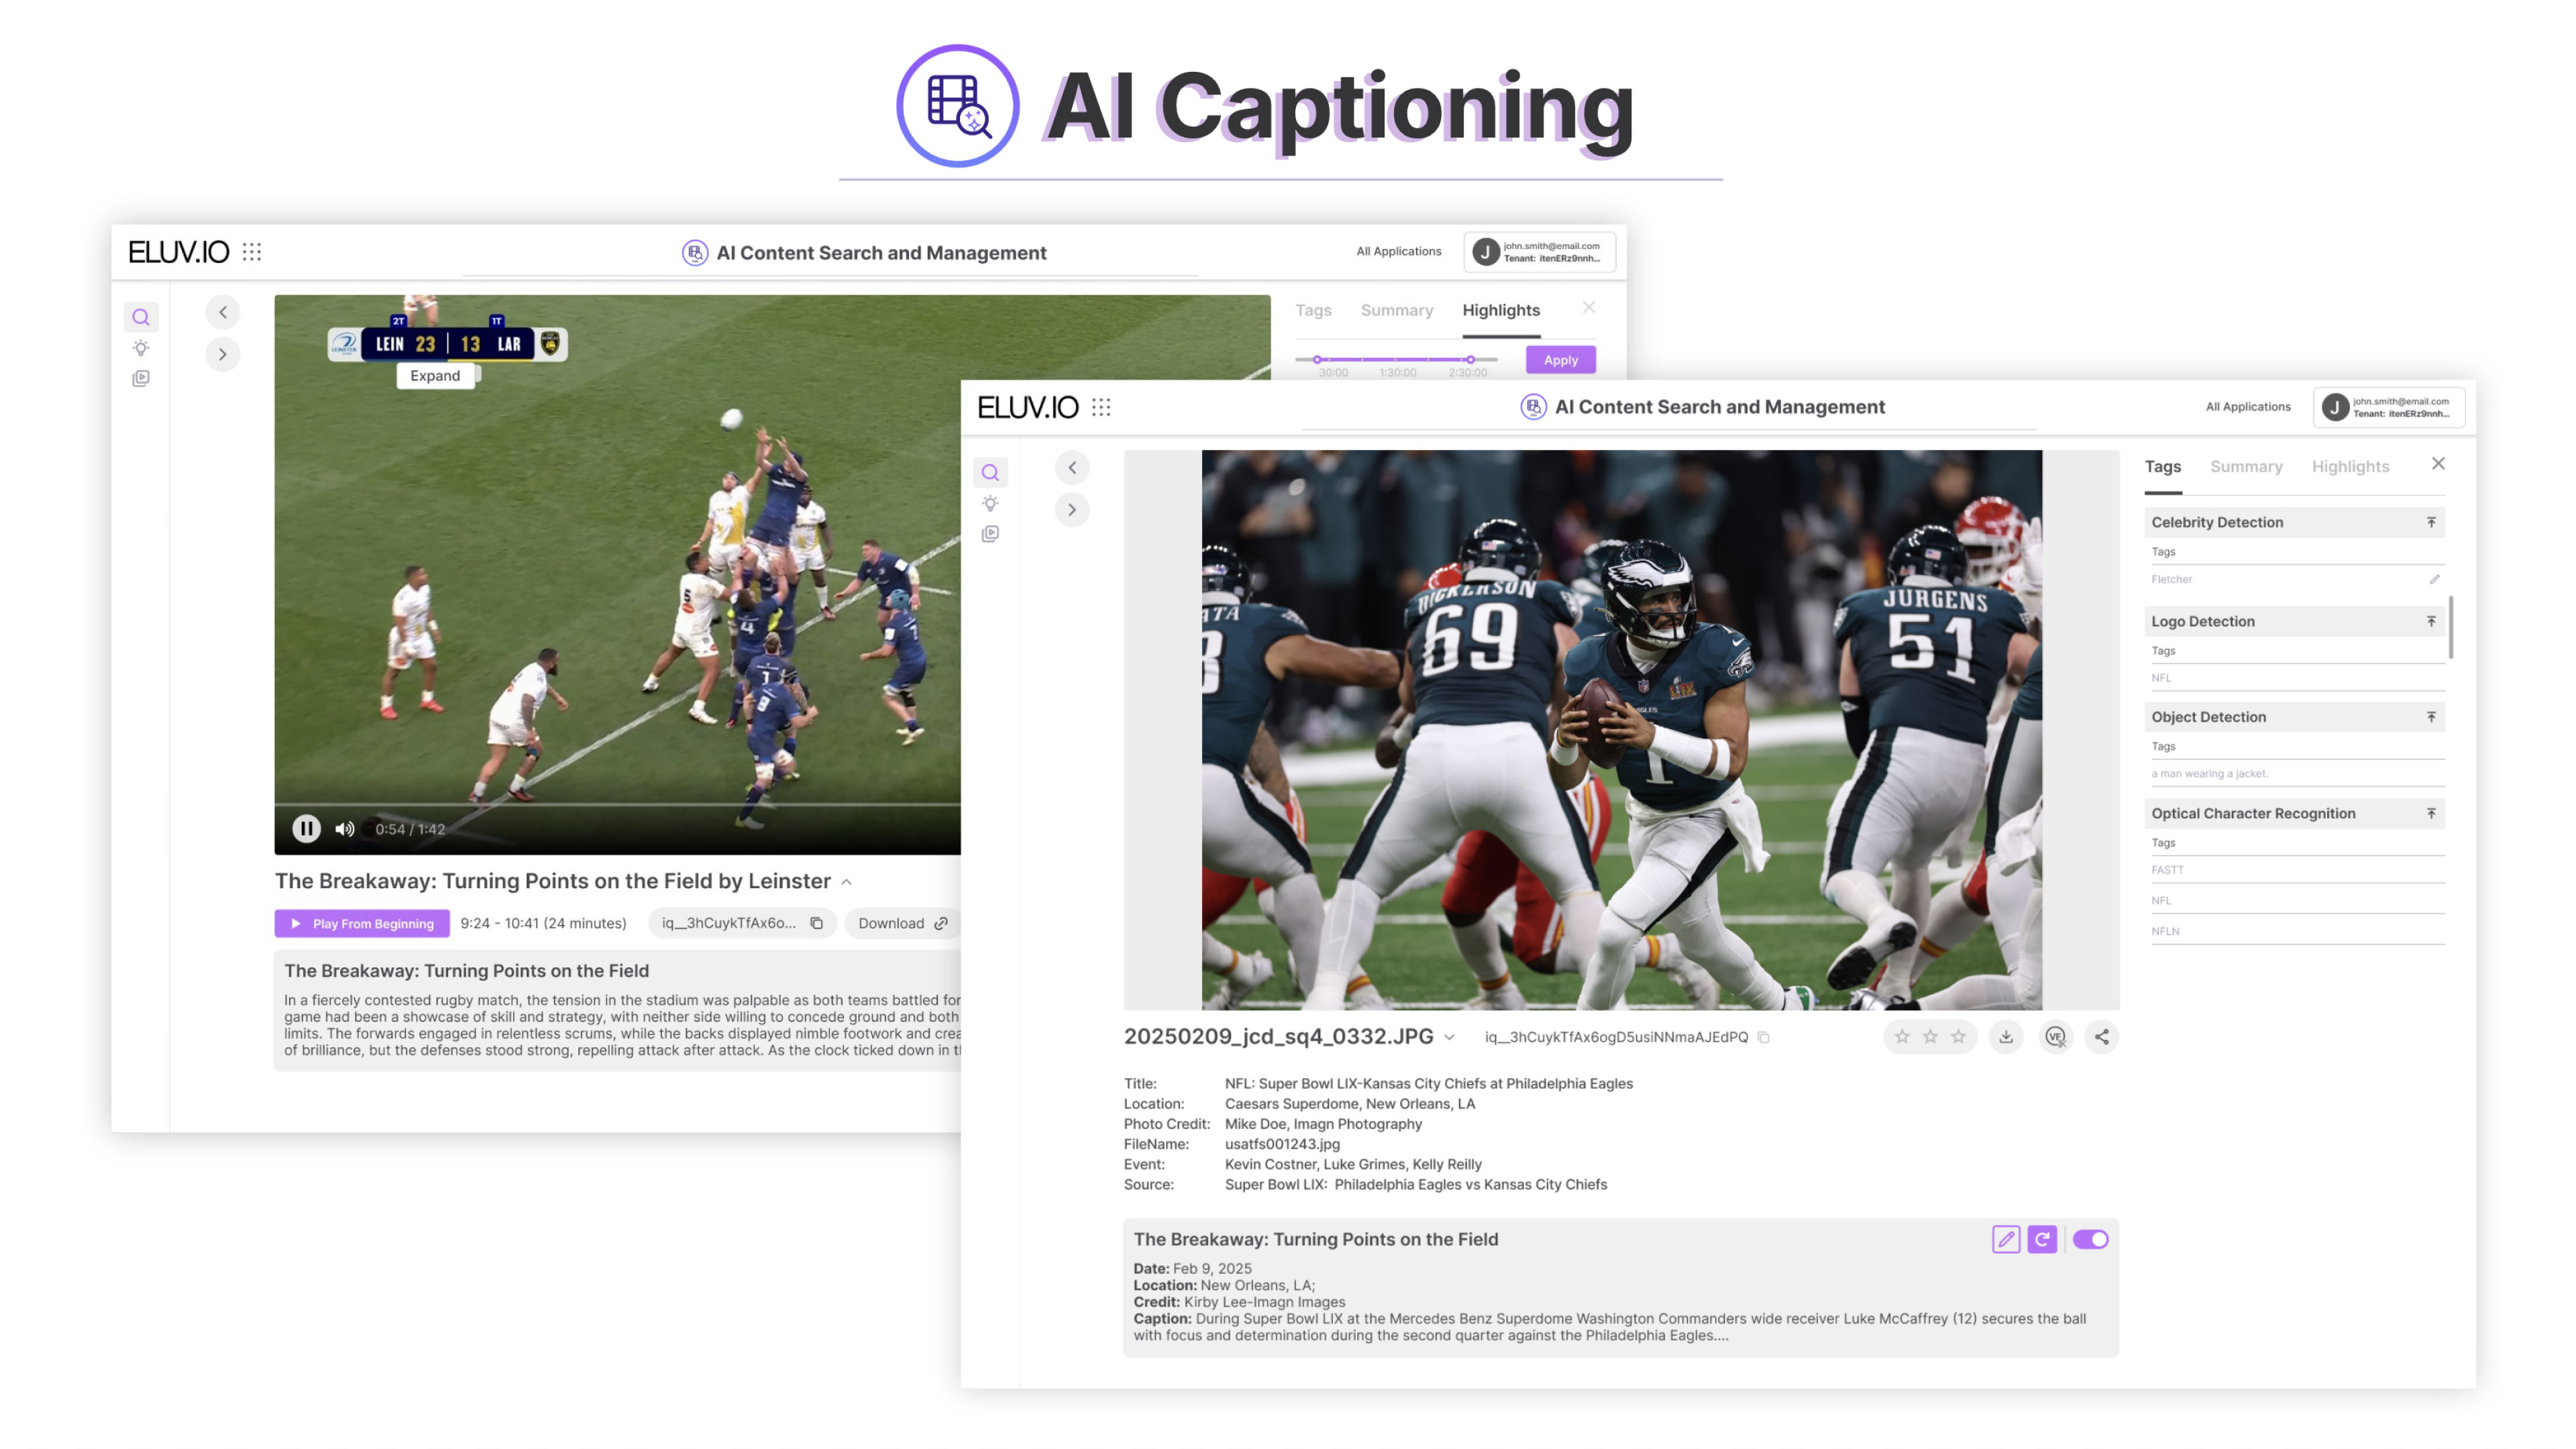 AI Captioning
ELUV.IO
AI Content Search and Management
All Applications
J
john.smith@email.com
Tenant: itenERz9nnh...
2T
1T
LEIN 23 | 13 LAR
Expand
Tags
Summary
Highlights
30:00
1:30:00
2:30:00
Apply
5
4
7
1
0:54 / 1:42
The Breakaway: Turning Points on the Field by Leinster
Play From Beginning
9:24 - 10:41 (24 minutes)
iq__3hCuykTfAx6o...
Download
The Breakaway: Turning Points on the Field
In a fiercely contested rugby match, the tension in the stadium was palpable as both teams battled for
game had been a showcase of skill and strategy, with neither side willing to concede ground and both
limits. The forwards engaged in relentless scrums, while the backs displayed nimble footwork and crea
of brilliance, but the defenses stood strong, repelling attack after attack. As the clock ticked down in t
ELUV.IO
AI Content Search and Management
All Applications
J
john.smith@email.com
Tenant: itenERz9nnh...
DICKERSON
69
JURGENS
51
LIX
EAGLES
1
Tags
Summary
Highlights
Celebrity Detection
Tags
Fletcher
Logo Detection
Tags
NFL
Object Detection
Tags
a man wearing a jacket.
Optical Character Recognition
Tags
FASTT
NFL
NFLN
20250209_jcd_sq4_0332.JPG
iq__3hCuykTfAx6ogD5usiNNmaAJEdPQ
VF
Title: NFL: Super Bowl LIX-Kansas City Chiefs at Philadelphia Eagles
Location: Caesars Superdome, New Orleans, LA
Photo Credit: Mike Doe, Imagn Photography
FileName: usatfs001243.jpg
Event: Kevin Costner, Luke Grimes, Kelly Reilly
Source: Super Bowl LIX: Philadelphia Eagles vs Kansas City Chiefs
The Breakaway: Turning Points on the Field
Date: Feb 9, 2025
Location: New Orleans, LA;
Credit: Kirby Lee-Imagn Images
Caption: During Super Bowl LIX at the Mercedes Benz Superdome Washington Commanders wide receiver Luke McCaffrey (12) secures the ball
with focus and determination during the second quarter against the Philadelphia Eagles....